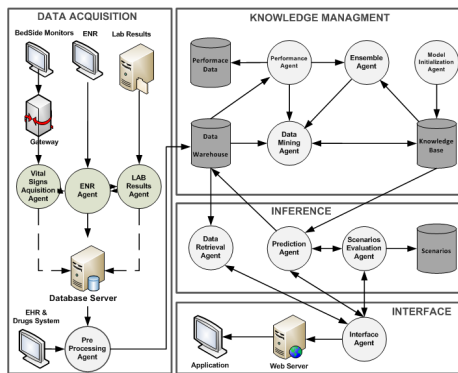 DATA ACQUISITION
BedSide Monitors
ENR
Lab Results
Gateway
Vital
Signs
Aquisition
Agent
ENR
Agent
LAB
Results
Agent
Database Server
EHR &
Drugs System
Pre
Processing
Agent
KNOWLEDGE MANAGMENT
Performace
Data
Performance
Agent
Ensemble
Agent
Model
Initialization
Agent
Data
Warehouse
Data
Mining
Agent
Knowledge
Base
INFERENCE
Data
Retrieval
Agent
Prediction
Agent
Scenarios
Evaluation
Agent
Scenarios
INTERFACE
Interface
Agent
Application
Web Server